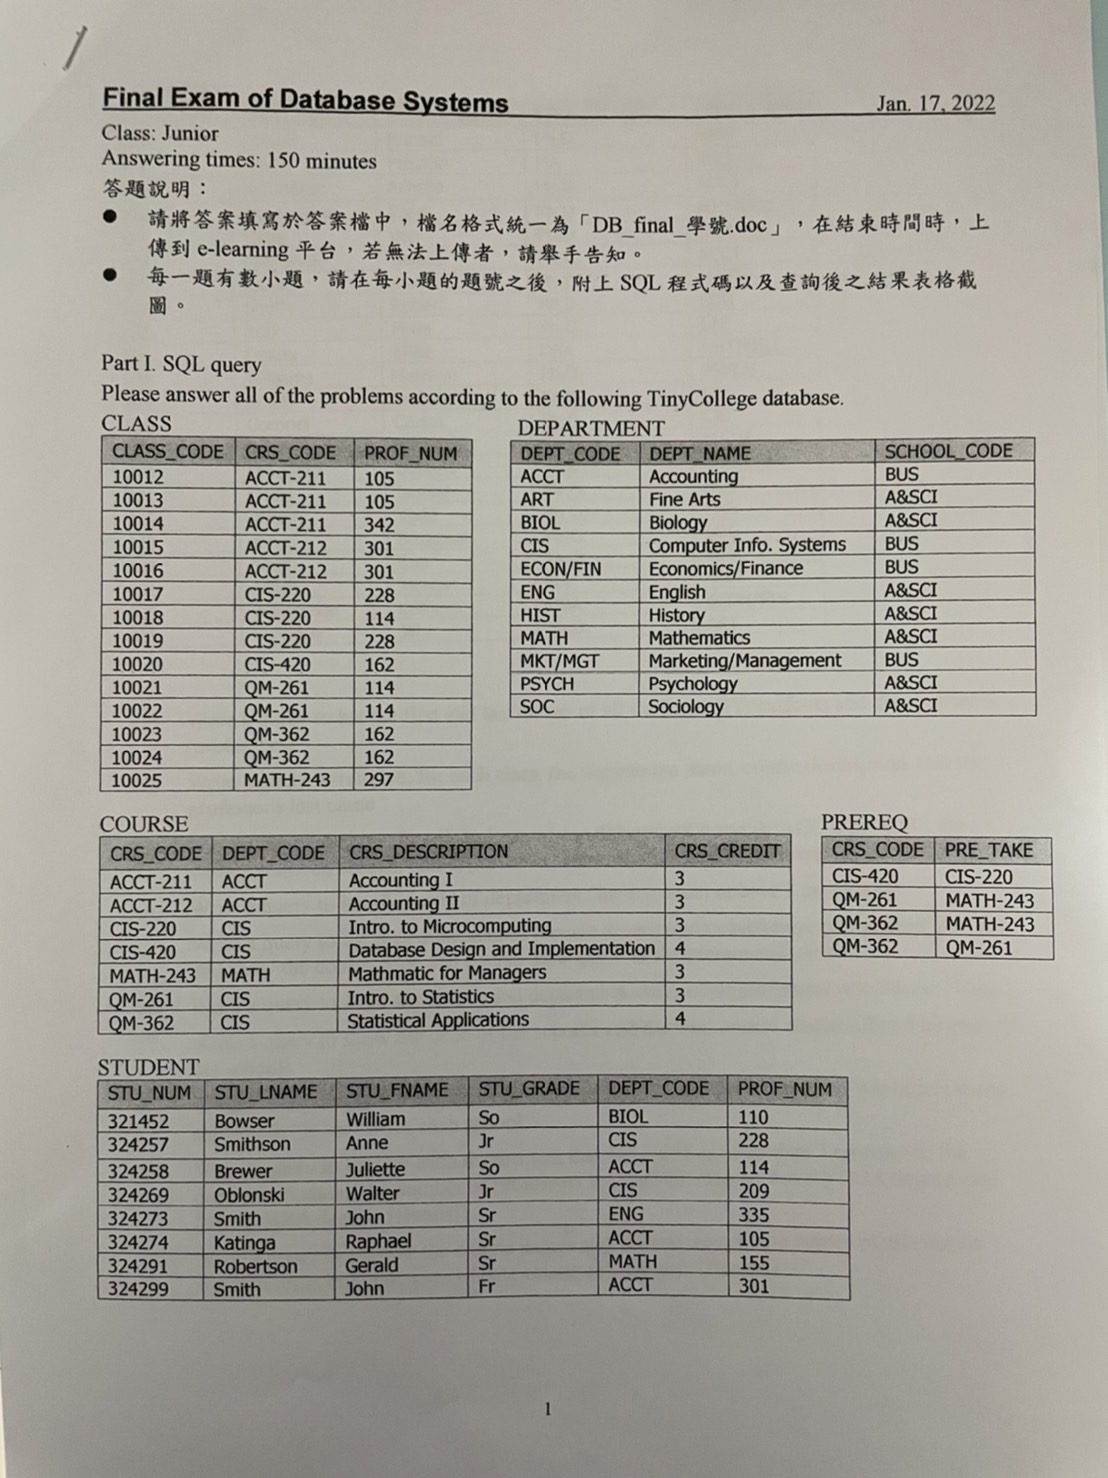 Final Exam of Database Systems Jan. 17, 2022
Class: Junior
Answering times: 150 minutes
答題說明：
● 請將答案填寫於答案檔中，檔名格式統一為「DB_final_學號.doc」，在結束時間時，上
傳到 e-learning 平台，若無法上傳者，請舉手告知。
● 每一題有數小題，請在每小題的題號之後，附上 SQL 程式碼以及查詢後之結果表格截
圖。
Part I. SQL query
Please answer all of the problems according to the following TinyCollege database.
CLASS
CLASS_CODE CRS_CODE PROF_NUM
10012 ACCT-211 105
10013 ACCT-211 105
10014 ACCT-211 342
10015 ACCT-212 301
10016 ACCT-212 301
10017 CIS-220 228
10018 CIS-220 114
10019 CIS-220 228
10020 CIS-420 162
10021 QM-261 114
10022 QM-261 114
10023 QM-362 162
10024 QM-362 162
10025 MATH-243 297
DEPARTMENT
DEPT_CODE DEPT_NAME SCHOOL_CODE
ACCT Accounting BUS
ART Fine Arts A&SCI
BIOL Biology A&SCI
CIS Computer Info. Systems BUS
ECON/FIN Economics/Finance BUS
ENG English A&SCI
HIST History A&SCI
MATH Mathematics A&SCI
MKT/MGT Marketing/Management BUS
PSYCH Psychology A&SCI
SOC Sociology A&SCI
COURSE
CRS_CODE DEPT_CODE CRS_DESCRIPTION CRS_CREDIT
ACCT-211 ACCT Accounting I 3
ACCT-212 ACCT Accounting II 3
CIS-220 CIS Intro. to Microcomputing 3
CIS-420 CIS Database Design and Implementation 4
MATH-243 MATH Mathmatic for Managers 3
QM-261 CIS Intro. to Statistics 3
QM-362 CIS Statistical Applications 4
PREREQ
CRS_CODE PRE_TAKE
CIS-420 CIS-220
QM-261 MATH-243
QM-362 MATH-243
QM-362 QM-261
STUDENT
STU_NUM STU_LNAME STU_FNAME STU_GRADE DEPT_CODE PROF_NUM
321452 Bowser William So BIOL 110
324257 Smithson Anne Jr CIS 228
324258 Brewer Juliette So ACCT 114
324269 Oblonski Walter Jr CIS 209
324273 Smith John Sr ENG 335
324274 Katinga Raphael Sr ACCT 105
324291 Robertson Gerald Sr MATH 155
324299 Smith John Fr ACCT 301
1